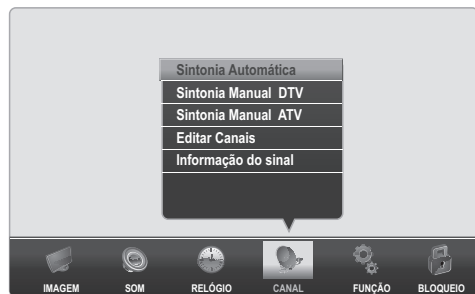 Sintonia Automática
Sintonia Manual DTV
Sintonia Manual ATV
Editar Canais
Informação do sinal
IMAGEM SOM RELÓGIO CANAL FUNÇÃO BLOQUEIO